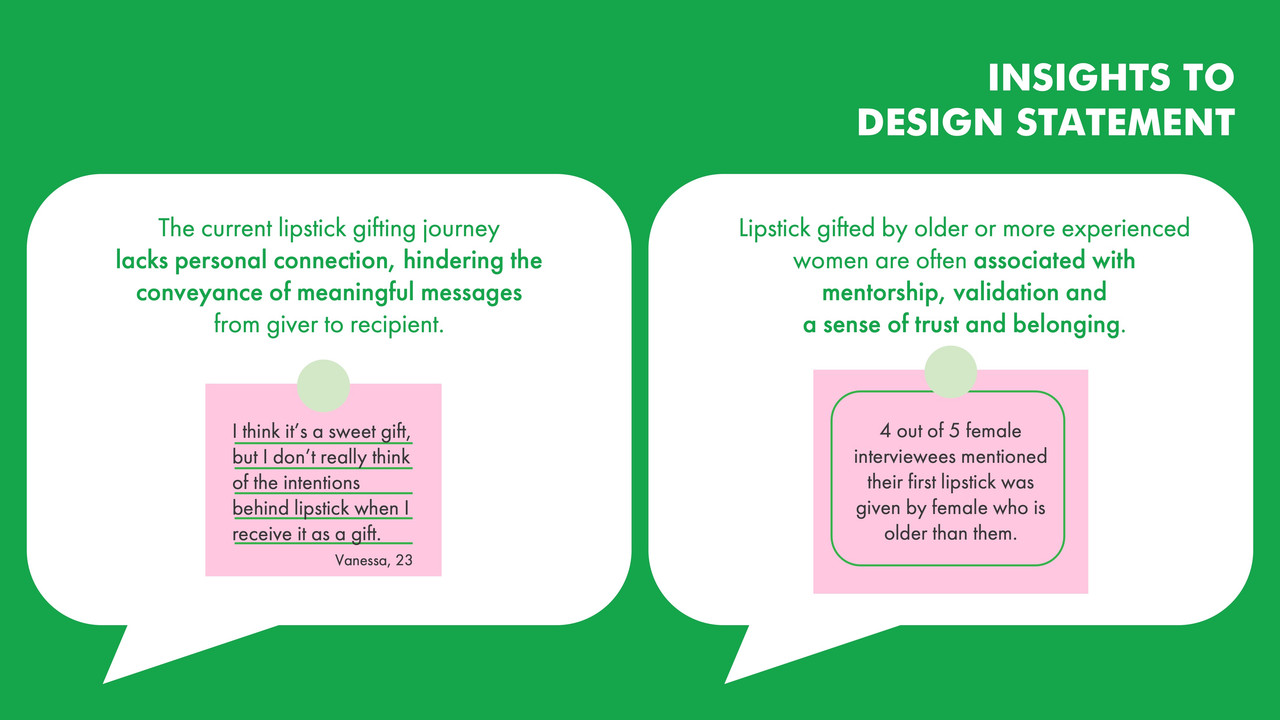 INSIGHTS TO
DESIGN STATEMENT
The current lipstick gifting journey
lacks personal connection, hindering the
conveyance of meaningful messages
from giver to recipient.
I think it's a sweet gift,
but I don't really think
of the intentions
behind lipstick when I
receive it as a gift.
Vanessa, 23
Lipstick gifted by older or more experienced
women are often associated with
mentorship, validation and
a sense of trust and belonging.
4 out of 5 female
interviewees mentioned
their first lipstick was
given by female who is
older than them.